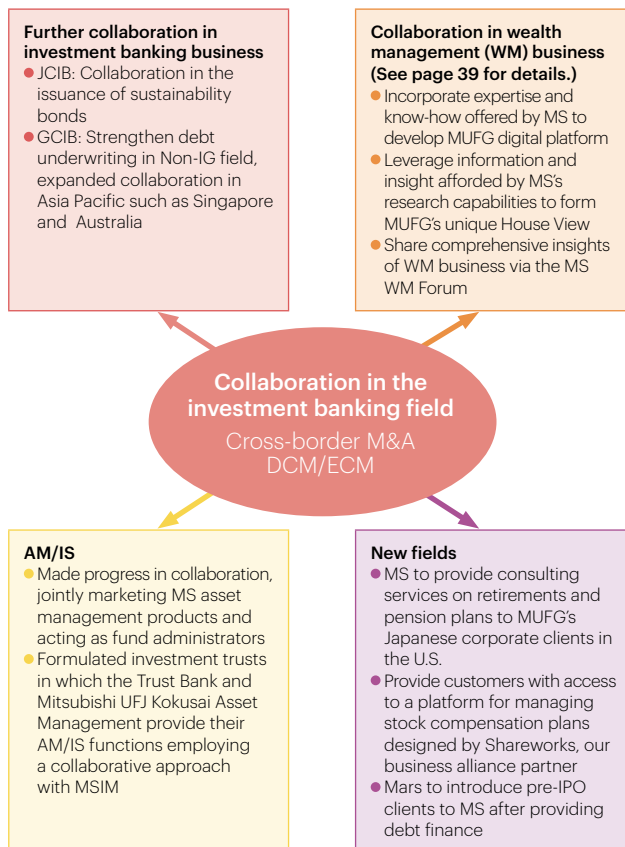 Further collaboration in
investment banking business
● JCIB: Collaboration in the
issuance of sustainability
bonds
● GCIB: Strengthen debt
underwriting in Non-IG field,
expanded collaboration in
Asia Pacific such as Singapore
and Australia
Collaboration in wealth
management (WM) business
(See page 39 for details.)
● Incorporate expertise and
know-how offered by MS to
develop MUFG digital platform
● Leverage information and
insight afforded by MS's
research capabilities to form
MUFG's unique House View
● Share comprehensive insights
of WM business via the MS
WM Forum
Collaboration in the
investment banking field
Cross-border M&A
DCM/ECM
AM/IS
● Made progress in collaboration,
jointly marketing MS asset
management products and
acting as fund administrators
● Formulated investment trusts
in which the Trust Bank and
Mitsubishi UFJ Kokusai Asset
Management provide their
AM/IS functions employing
a collaborative approach
with MSIM
New fields
● MS to provide consulting
services on retirements and
pension plans to MUFG's
Japanese corporate clients in
the U.S.
● Provide customers with access
to a platform for managing
stock compensation plans
designed by Shareworks, our
business alliance partner
● Mars to introduce pre-IPO
clients to MS after providing
debt finance